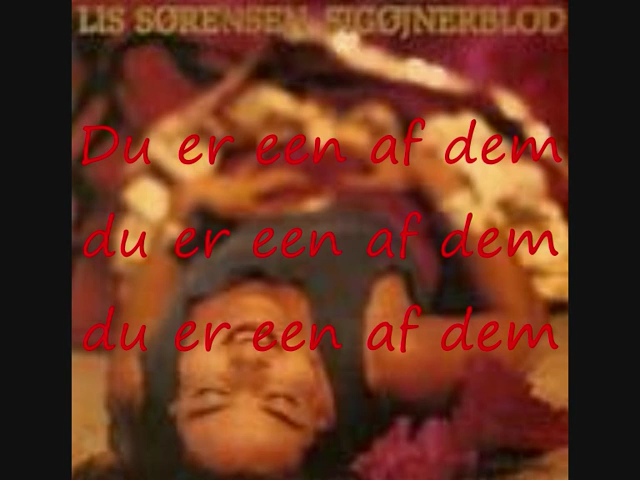 LIS SØRENSEN SIGØJNERBLOD
Du er een af dem
du er een af dem
du er een af dem